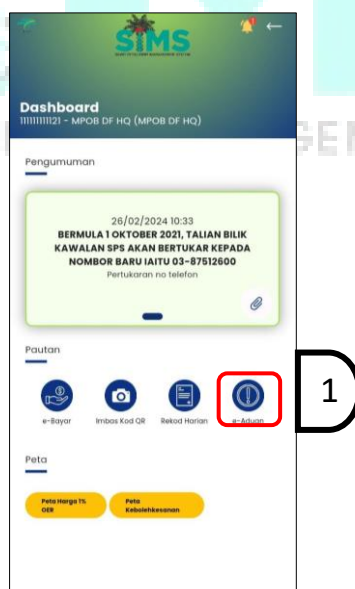 SIMS
Dashboard
111111111121 - MPOB DF HQ (MPOB DF HQ)
Pengumuman
26/02/2024 10:33
BERMULA 1 OKTOBER 2021, TALIAN BILIK
KAWALAN SPS AKAN BERTUKAR KEPADA
NOMBOR BARU IAITU 03-87512600
Pertukaran no telefon
Pautan
e-Bayar Imbas Kod QR Rekod Harian e-Aduan
1
Peta
Peta Harga 1% Peta
OER Kebolehkesanan